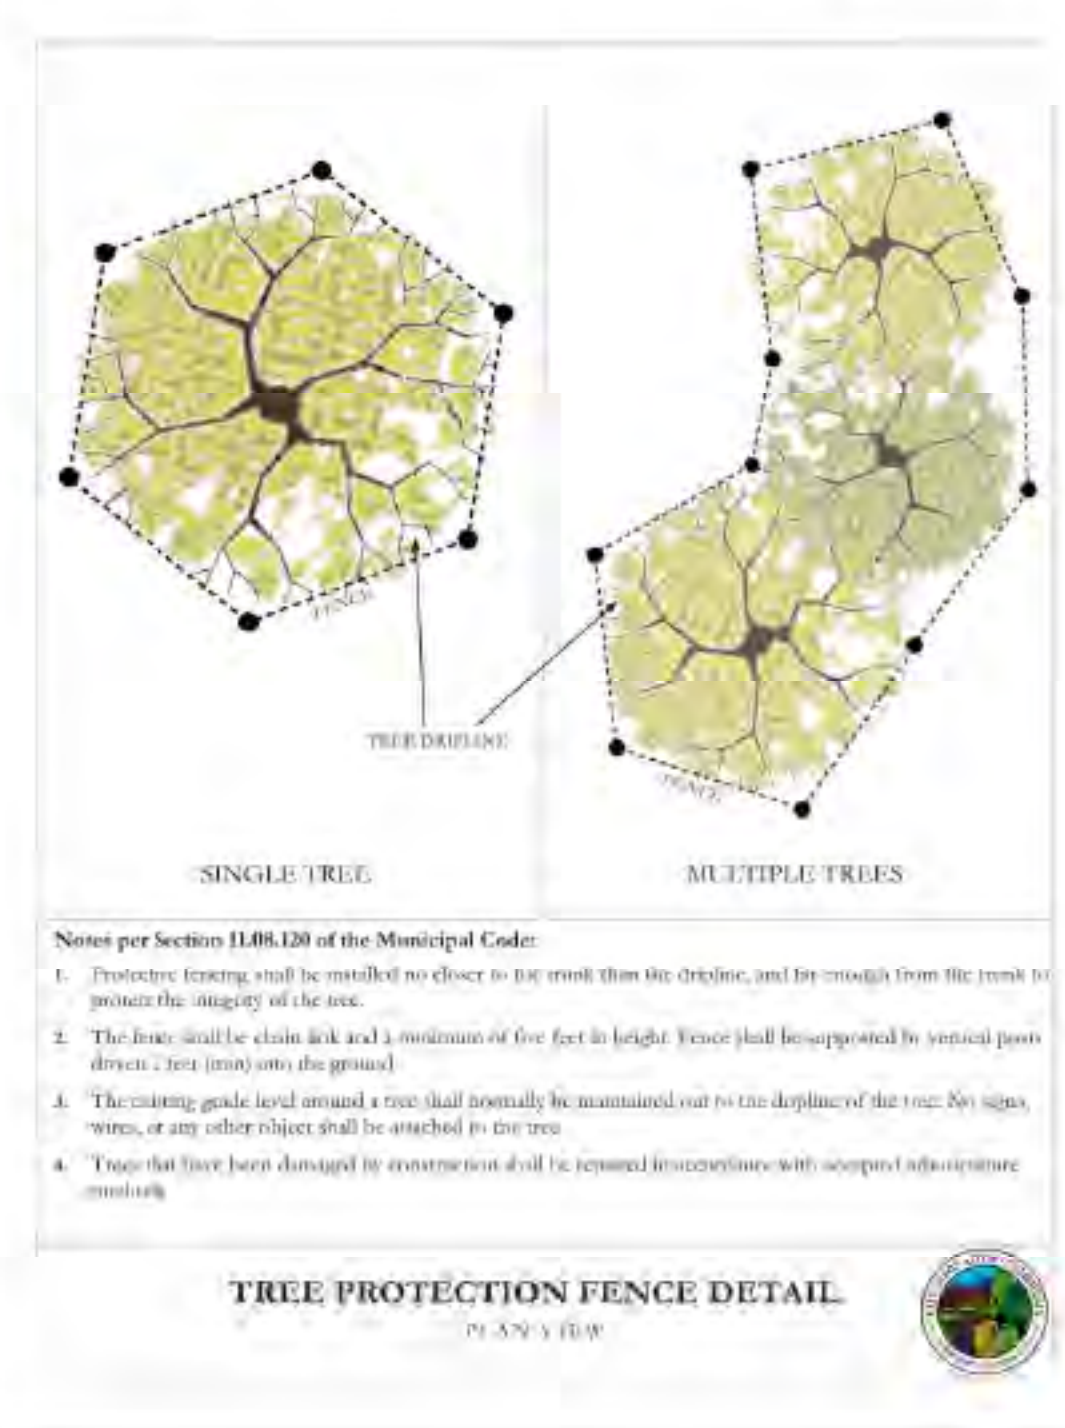 FENCE
TREE DRIPLINE
FENCE
SINGLE TREE
MULTIPLE TREES
Notes per Section 11.08.120 of the Municipal Code:
1. Protective fencing shall be installed no closer to the trunk than the dripline, and far enough from the trunk to
protect the integrity of the tree.
2. The fence shall be chain link and a minimum of five feet in height. Fence shall be supported by vertical posts
driven 2 feet (min) into the ground
3. The existing grade level around a tree shall normally be maintained out to the dripline of the tree. No signs,
wires, or any other object shall be attached to the tree
4. Trees that have been damaged by construction shall be repaired in accordance with accepted arboriculture
methods
TREE PROTECTION FENCE DETAIL
PLAN VIEW